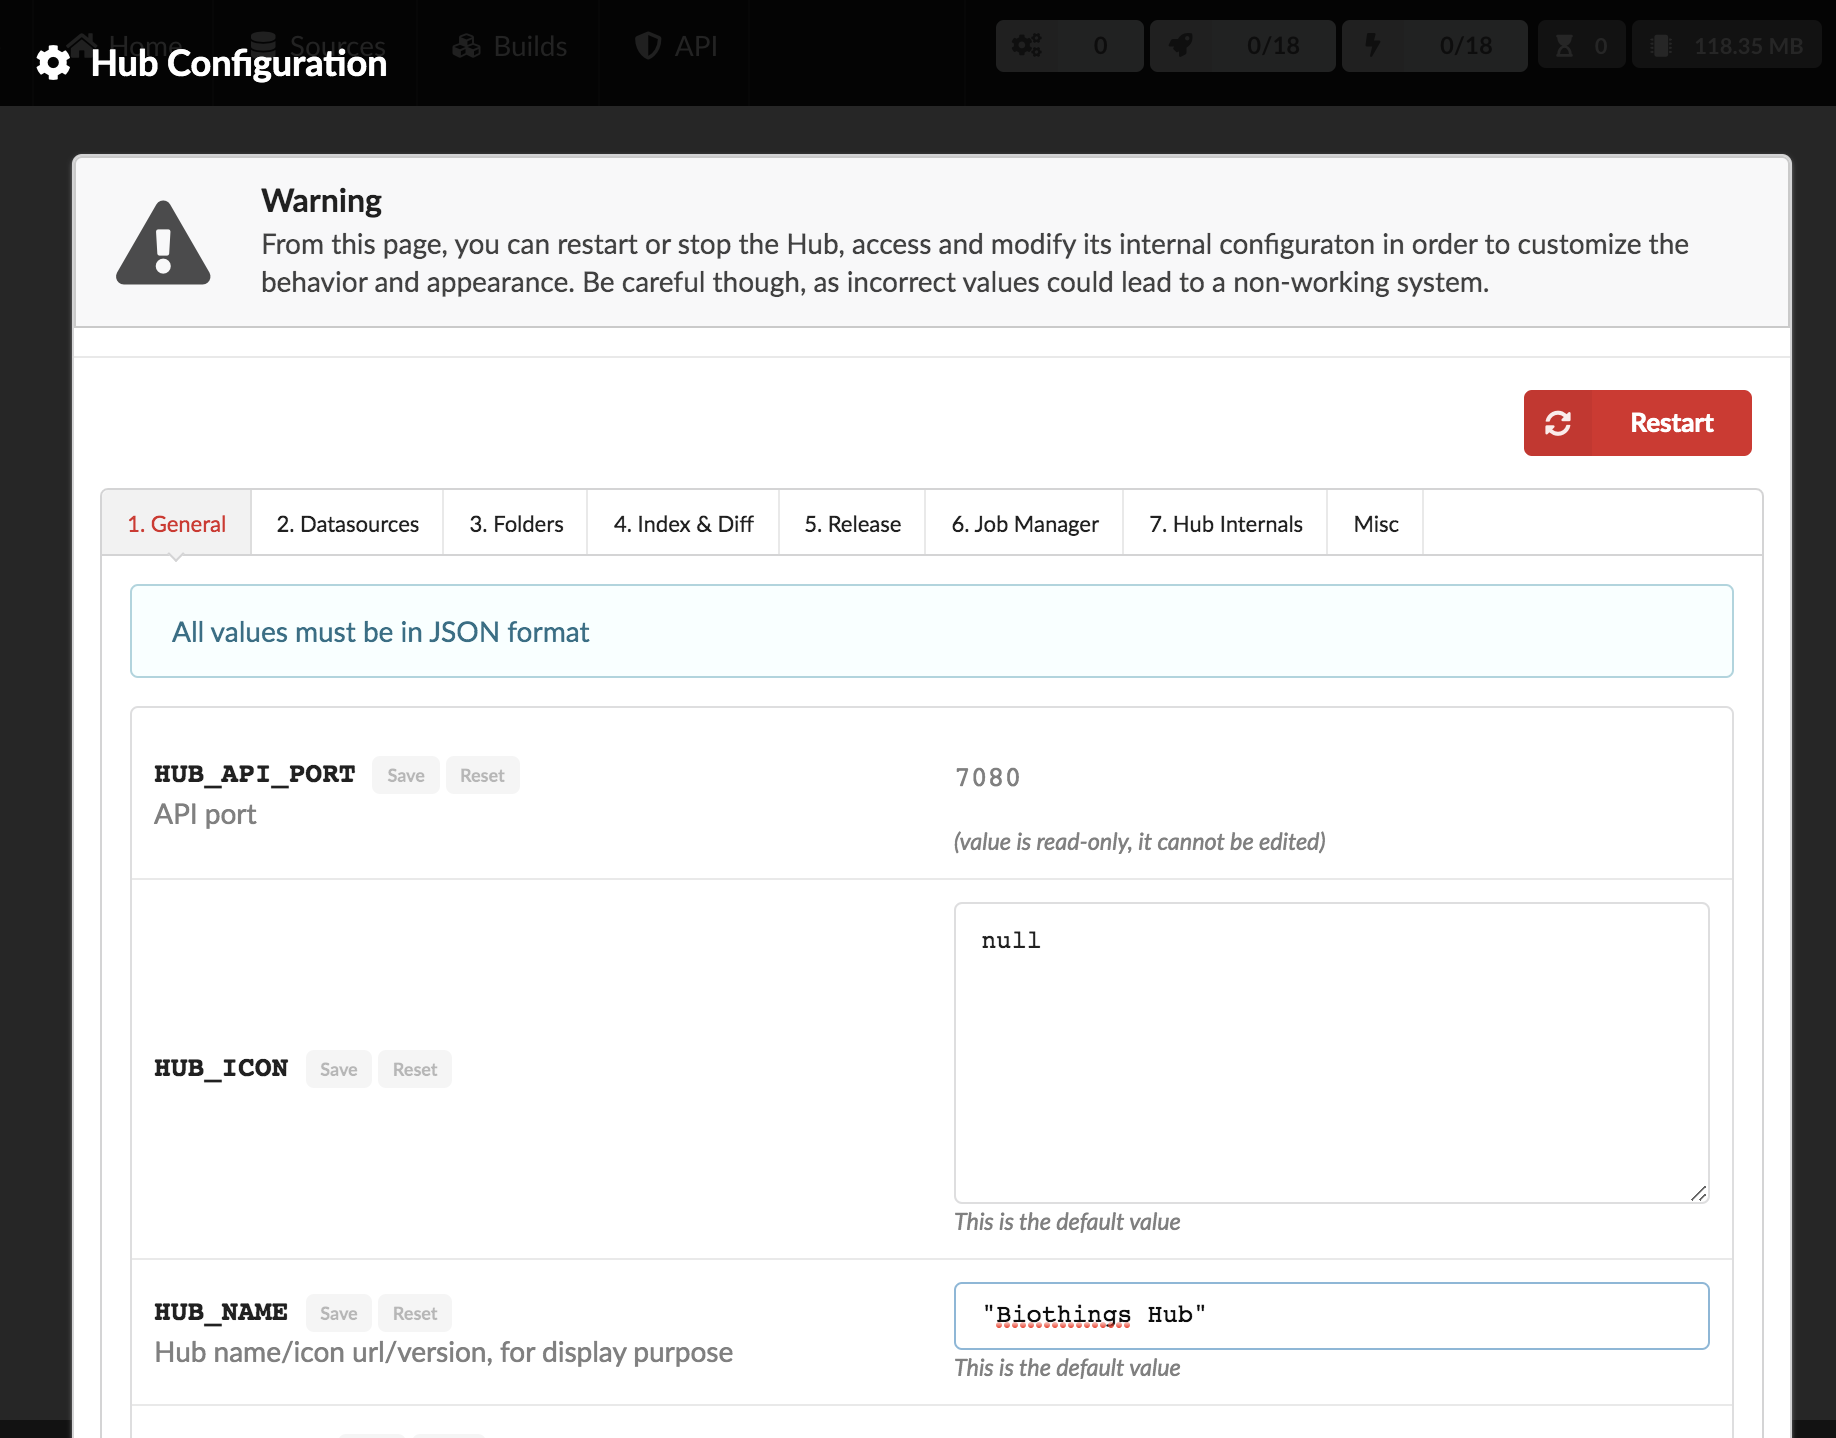 Home Sources Builds API 0 0/18 0/18 0 118.35 MB
Hub Configuration
Warning
From this page, you can restart or stop the Hub, access and modify its internal configuraton in order to customize the
behavior and appearance. Be careful though, as incorrect values could lead to a non-working system.
Restart
1. General 2. Datasources 3. Folders 4. Index & Diff 5. Release 6. Job Manager 7. Hub Internals Misc
All values must be in JSON format
HUB_API_PORT Save Reset 7080
API port
(value is read-only, it cannot be edited)
null
HUB_ICON Save Reset
This is the default value
HUB_NAME Save Reset "Biothings Hub"
Hub name/icon url/version, for display purpose
This is the default value